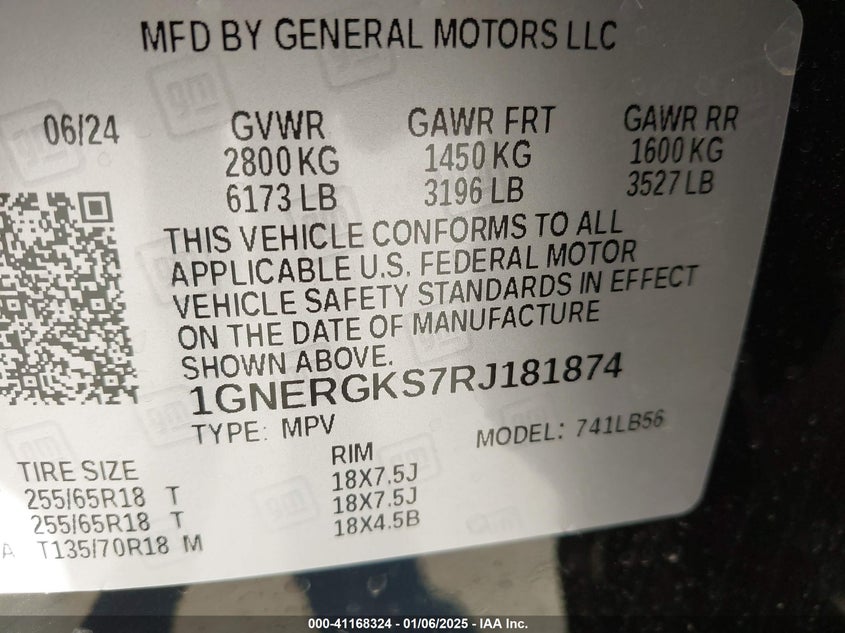 MFD BY GENERAL MOTORS LLC
06/24 GVWR GAWR FRT GAWR RR
2800 KG 1450 KG 1600 KG
6173 LB 3196 LB 3527 LB
THIS VEHICLE CONFORMS TO ALL
APPLICABLE U.S. FEDERAL MOTOR
VEHICLE SAFETY STANDARDS IN EFFECT
ON THE DATE OF MANUFACTURE
SHOWN ABOVE.
1GNERGKS7RJ181874
TYPE: MPV MODEL: 741LB56
TIRE SIZE RIM
255/65R18 T 18X7.5J
255/65R18 T 18X7.5J
A T135/70R18 M 18X4.5B
gm
000-41168324 | 01/06/2025 - IAA Inc.